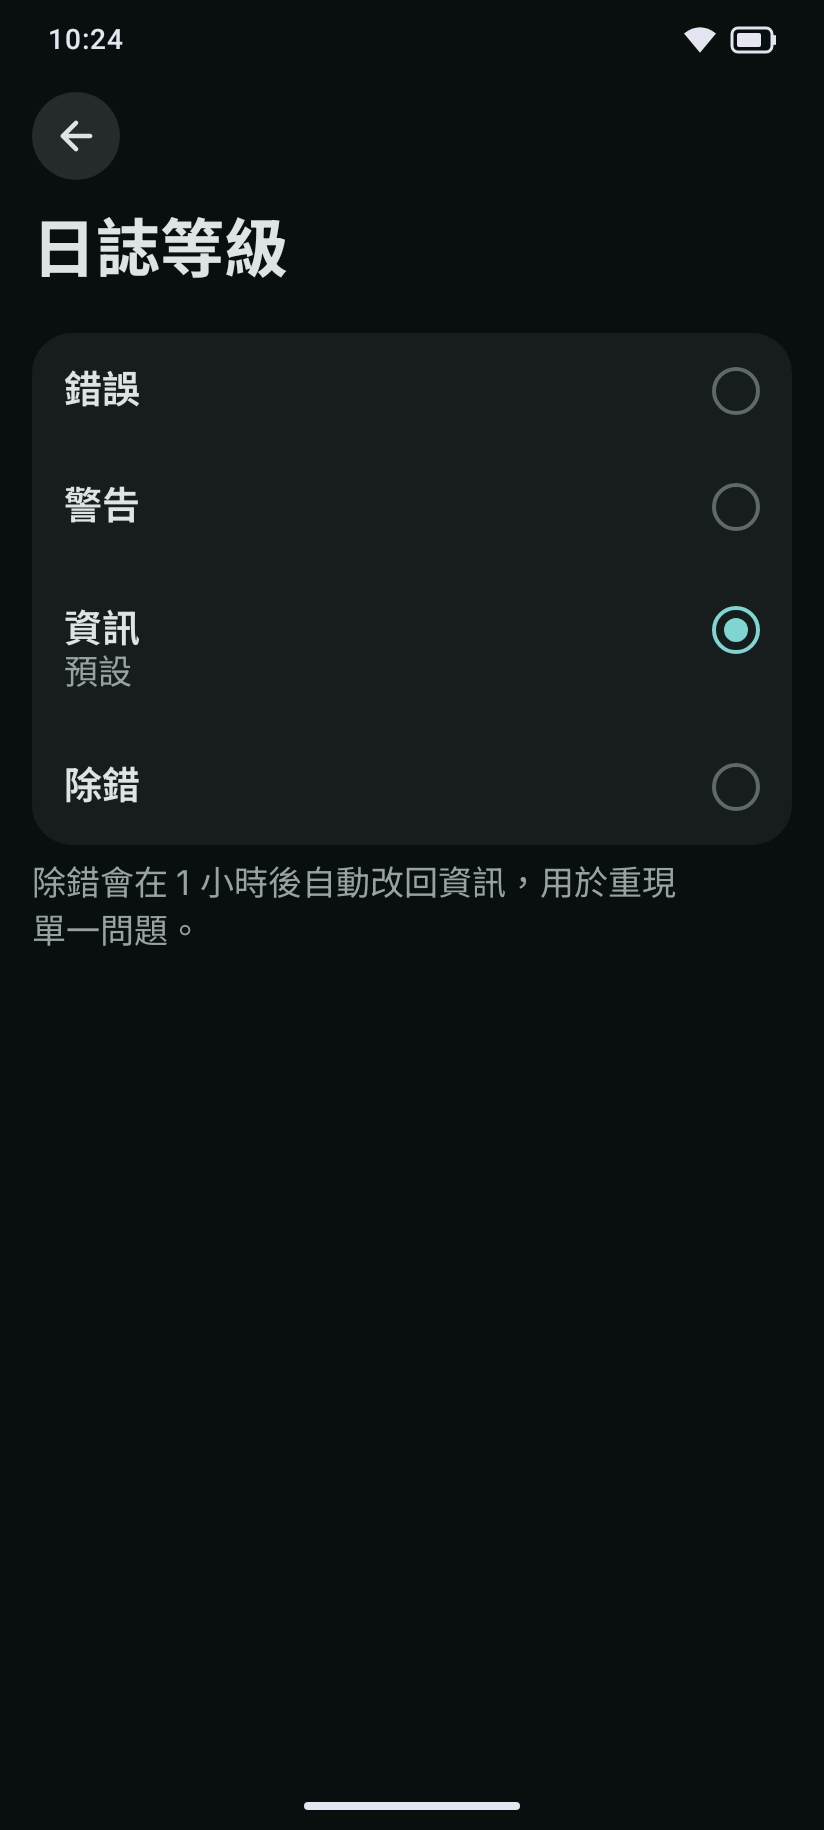 10:24
日誌等級
錯誤
警告
資訊
預設
除錯
除錯會在 1 小時後自動改回資訊，用於重現
單一問題。